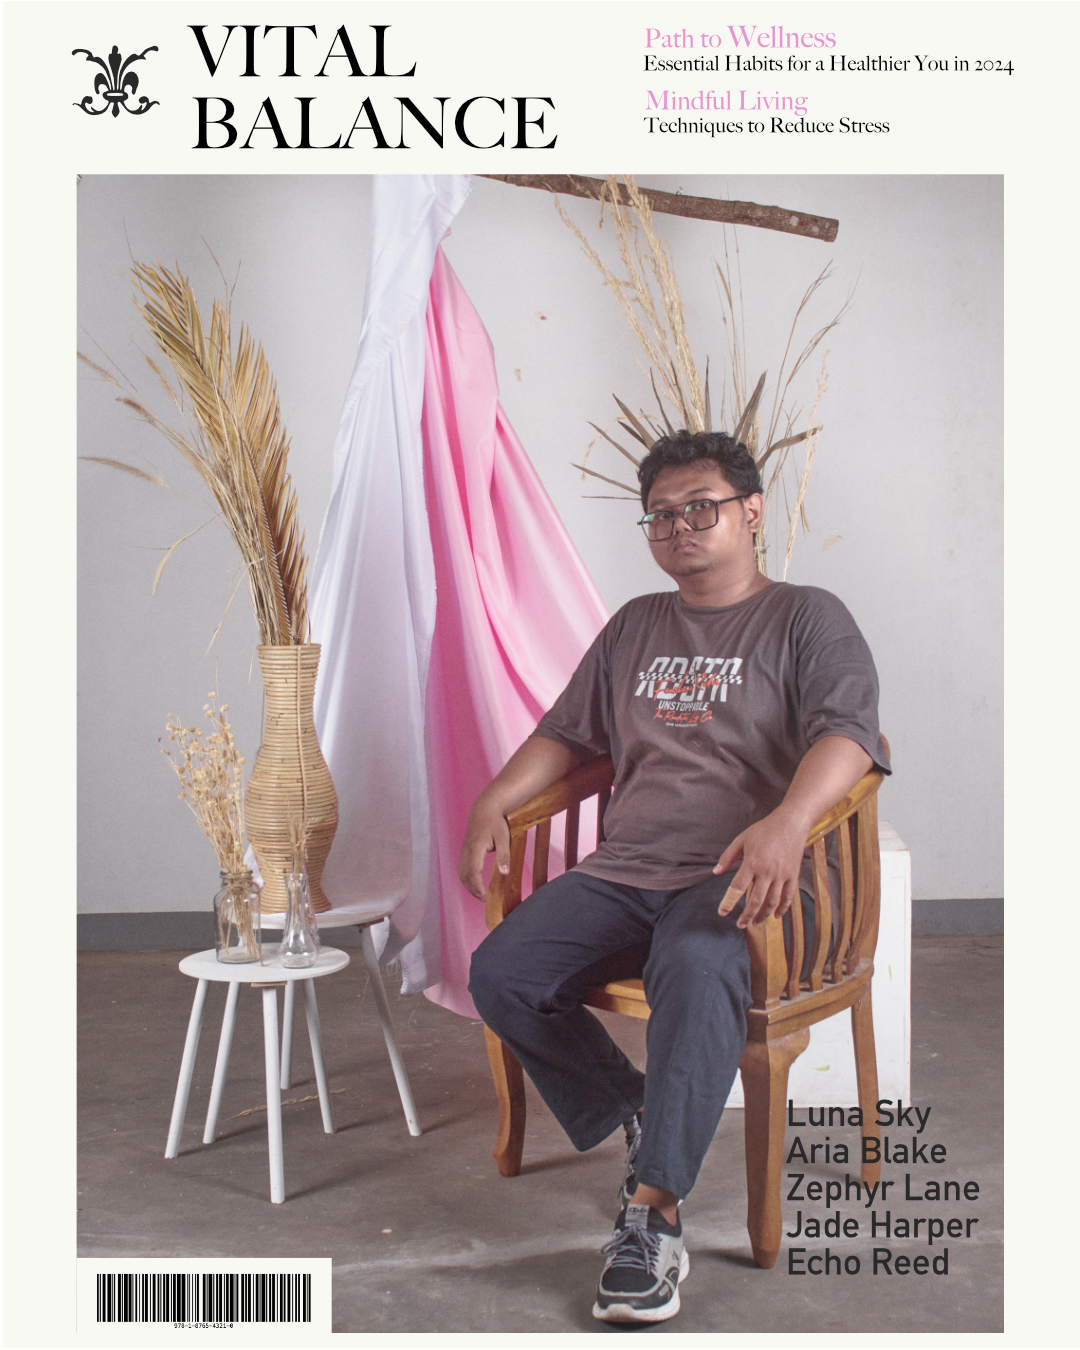 VITAL
BALANCE
Path to Wellness
Essential Habits for a Healthier You in 2024
Mindful Living
Techniques to Reduce Stress
UNSTOPPABLE
Luna Sky
Aria Blake
Zephyr Lane
Jade Harper
Echo Reed
978-1-8765-4321-0